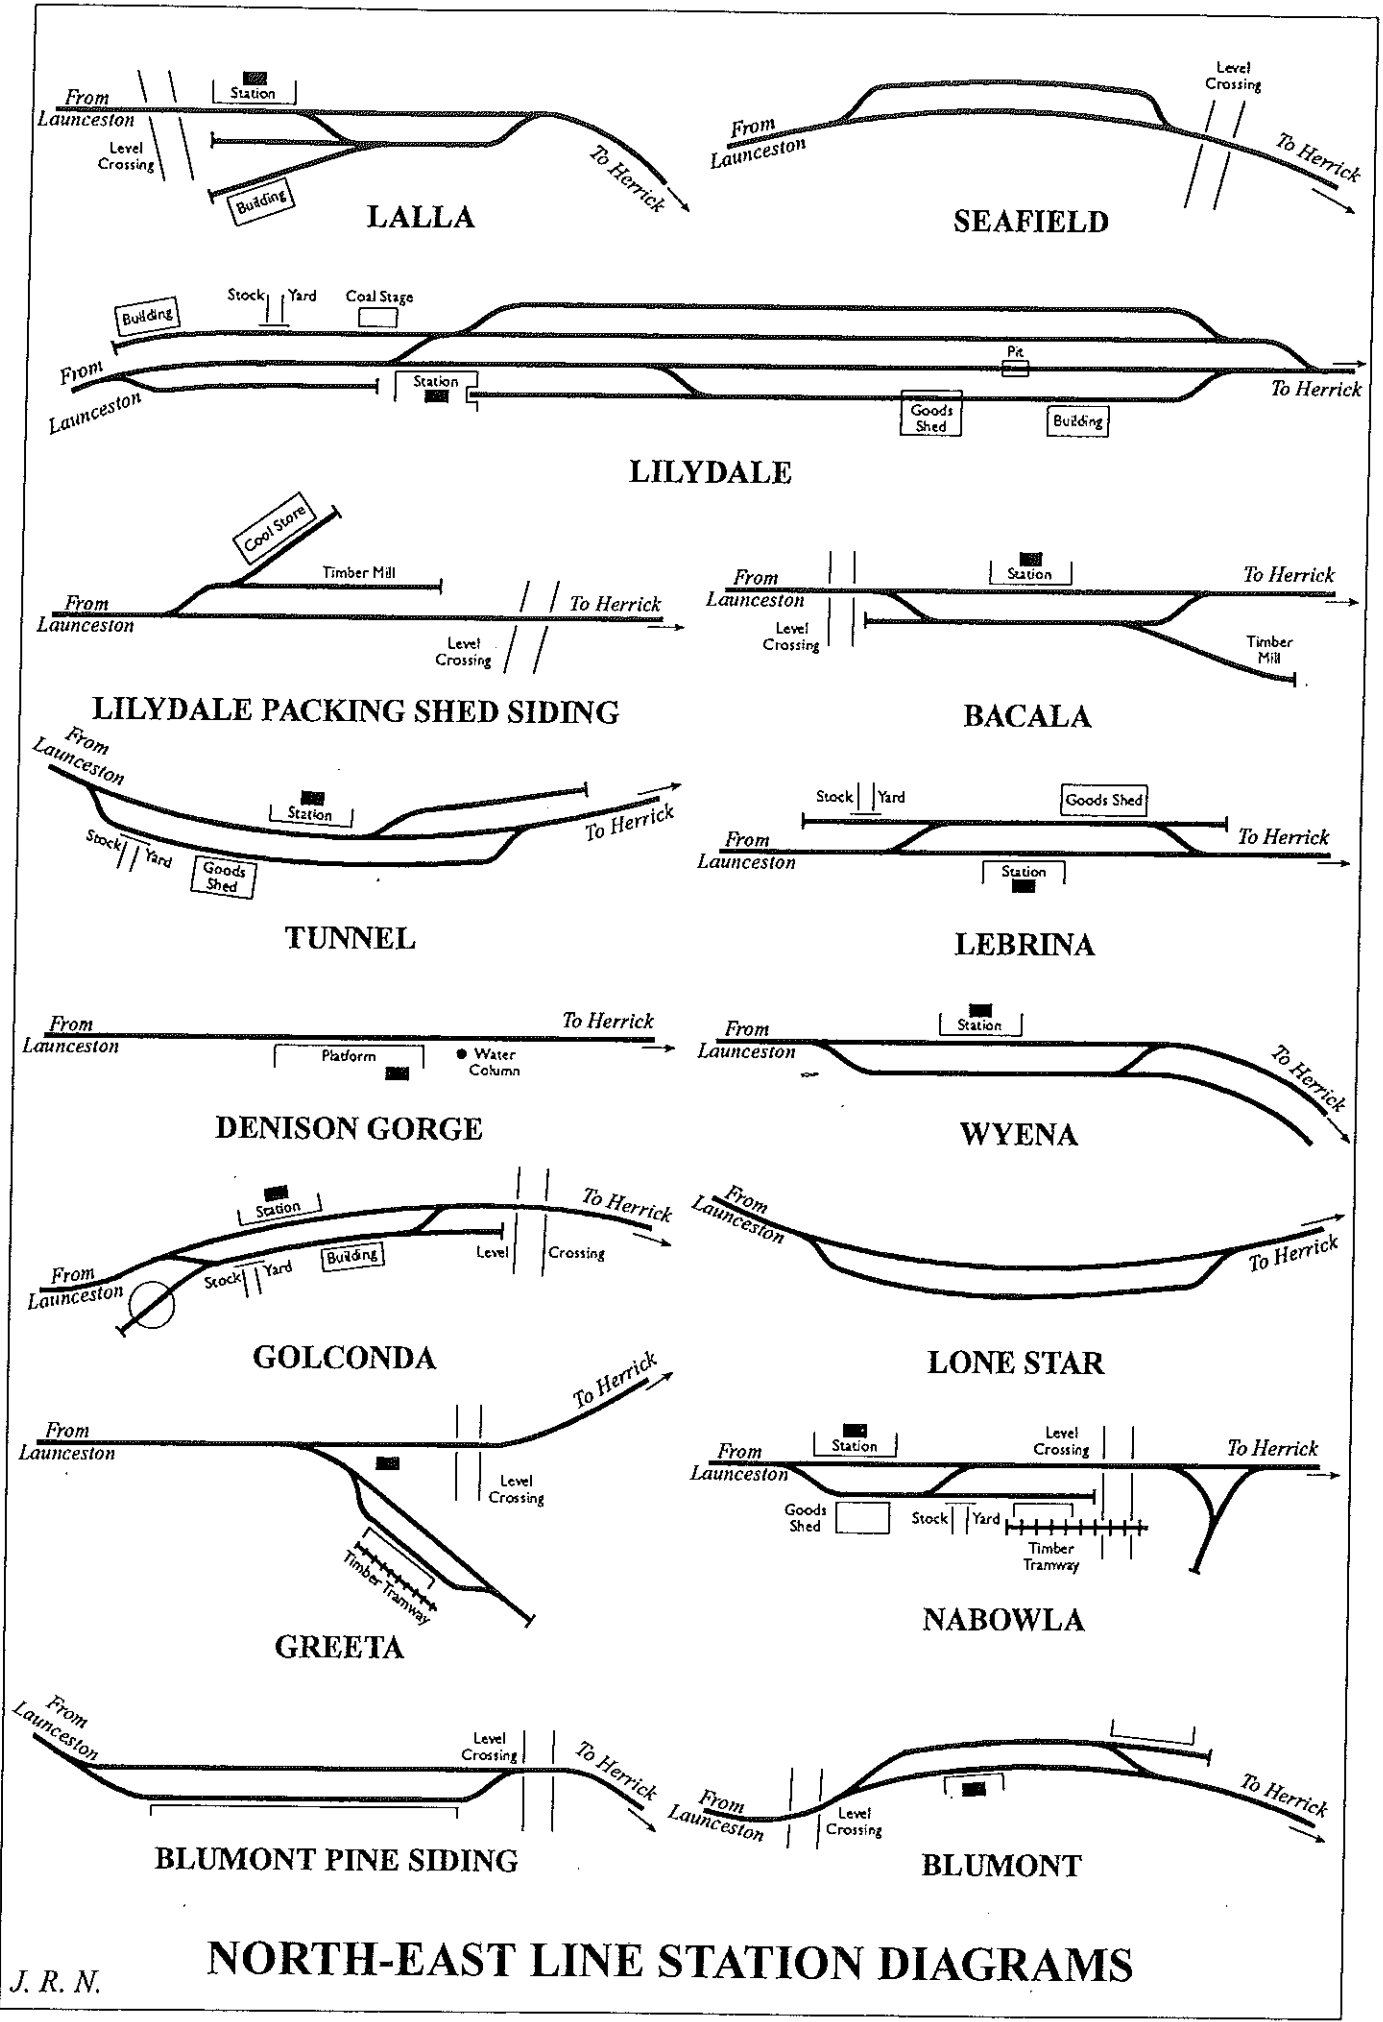 Station
From
Launceston
Level
Crossing
Building
To Herrick
LALLA
Level
Crossing
From
Launceston
To Herrick
SEAFIELD
Building
Stock Yard
Coal Stage
From
Launceston
Station
Pit
Goods
Shed
Building
To Herrick
LILYDALE
Cool Store
Timber Mill
From
Launceston
To Herrick
Level
Crossing
LILYDALE PACKING SHED SIDING
From
Launceston
Station
To Herrick
Level
Crossing
Timber
Mill
BACALA
From
Launceston
Station
To Herrick
Stock Yard
Goods
Shed
TUNNEL
Stock Yard
Goods Shed
From
Launceston
To Herrick
Station
LEBRINA
From
Launceston
To Herrick
Platform
Water
Column
DENISON GORGE
From
Launceston
Station
To Herrick
WYENA
Station
To Herrick
From
Launceston
Stock Yard
Building
Level Crossing
GOLCONDA
From
Launceston
To Herrick
LONE STAR
From
Launceston
To Herrick
Level
Crossing
Timber Tramway
GREETA
From
Launceston
Station
Level
Crossing
To Herrick
Goods
Shed
Stock Yard
Timber
Tramway
NABOWLA
From
Launceston
Level
Crossing
To Herrick
BLUMONT PINE SIDING
From
Launceston
Level
Crossing
To Herrick
BLUMONT
NORTH-EAST LINE STATION DIAGRAMS
J. R. N.